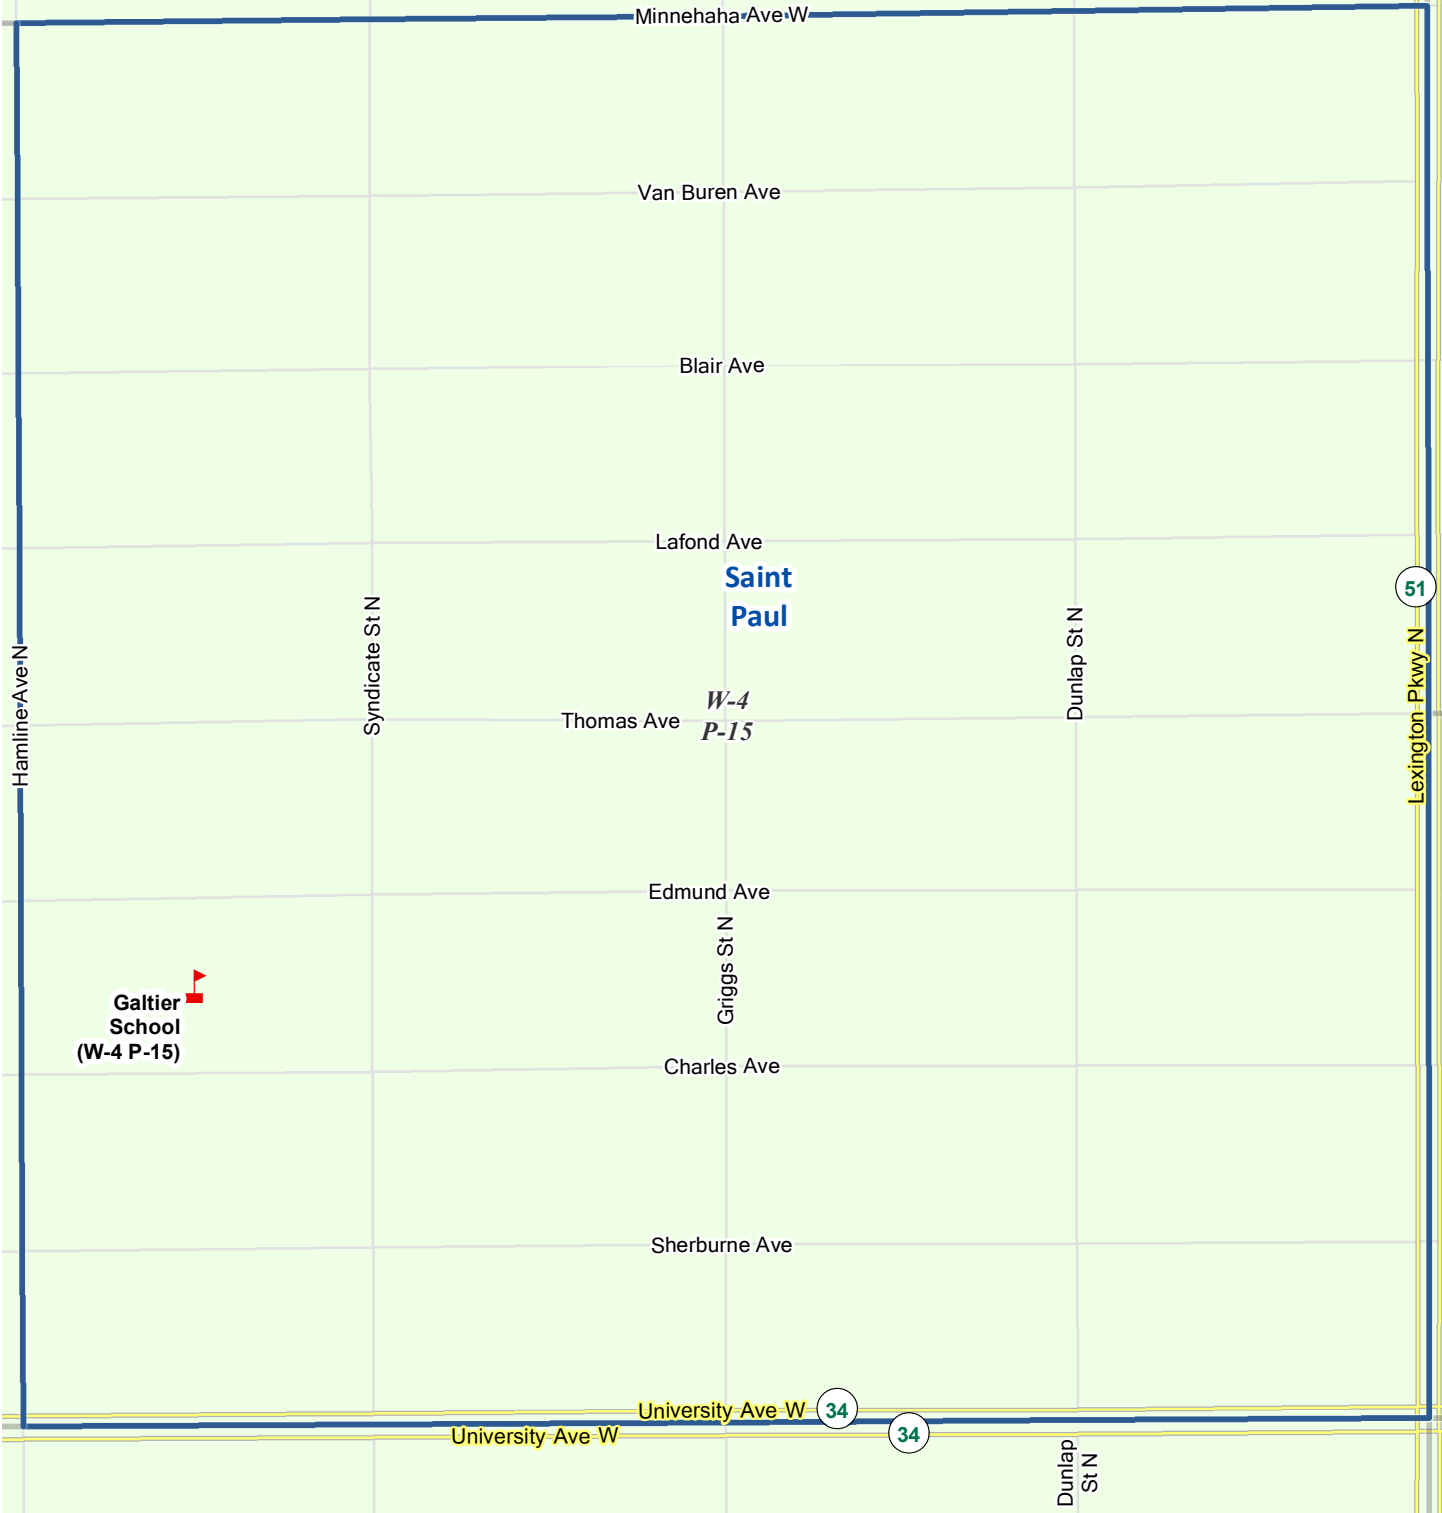 Minnehaha Ave W
Van Buren Ave
Blair Ave
Lafond Ave
Saint
Paul
51
Hamline Ave N
Syndicate St N
Dunlap St N
Lexington Pkwy N
W-4
P-15
Thomas Ave
Edmund Ave
Griggs St N
Galtier
School
(W-4 P-15)
Charles Ave
Sherburne Ave
University Ave W
34
University Ave W
34
Dunlap
St N